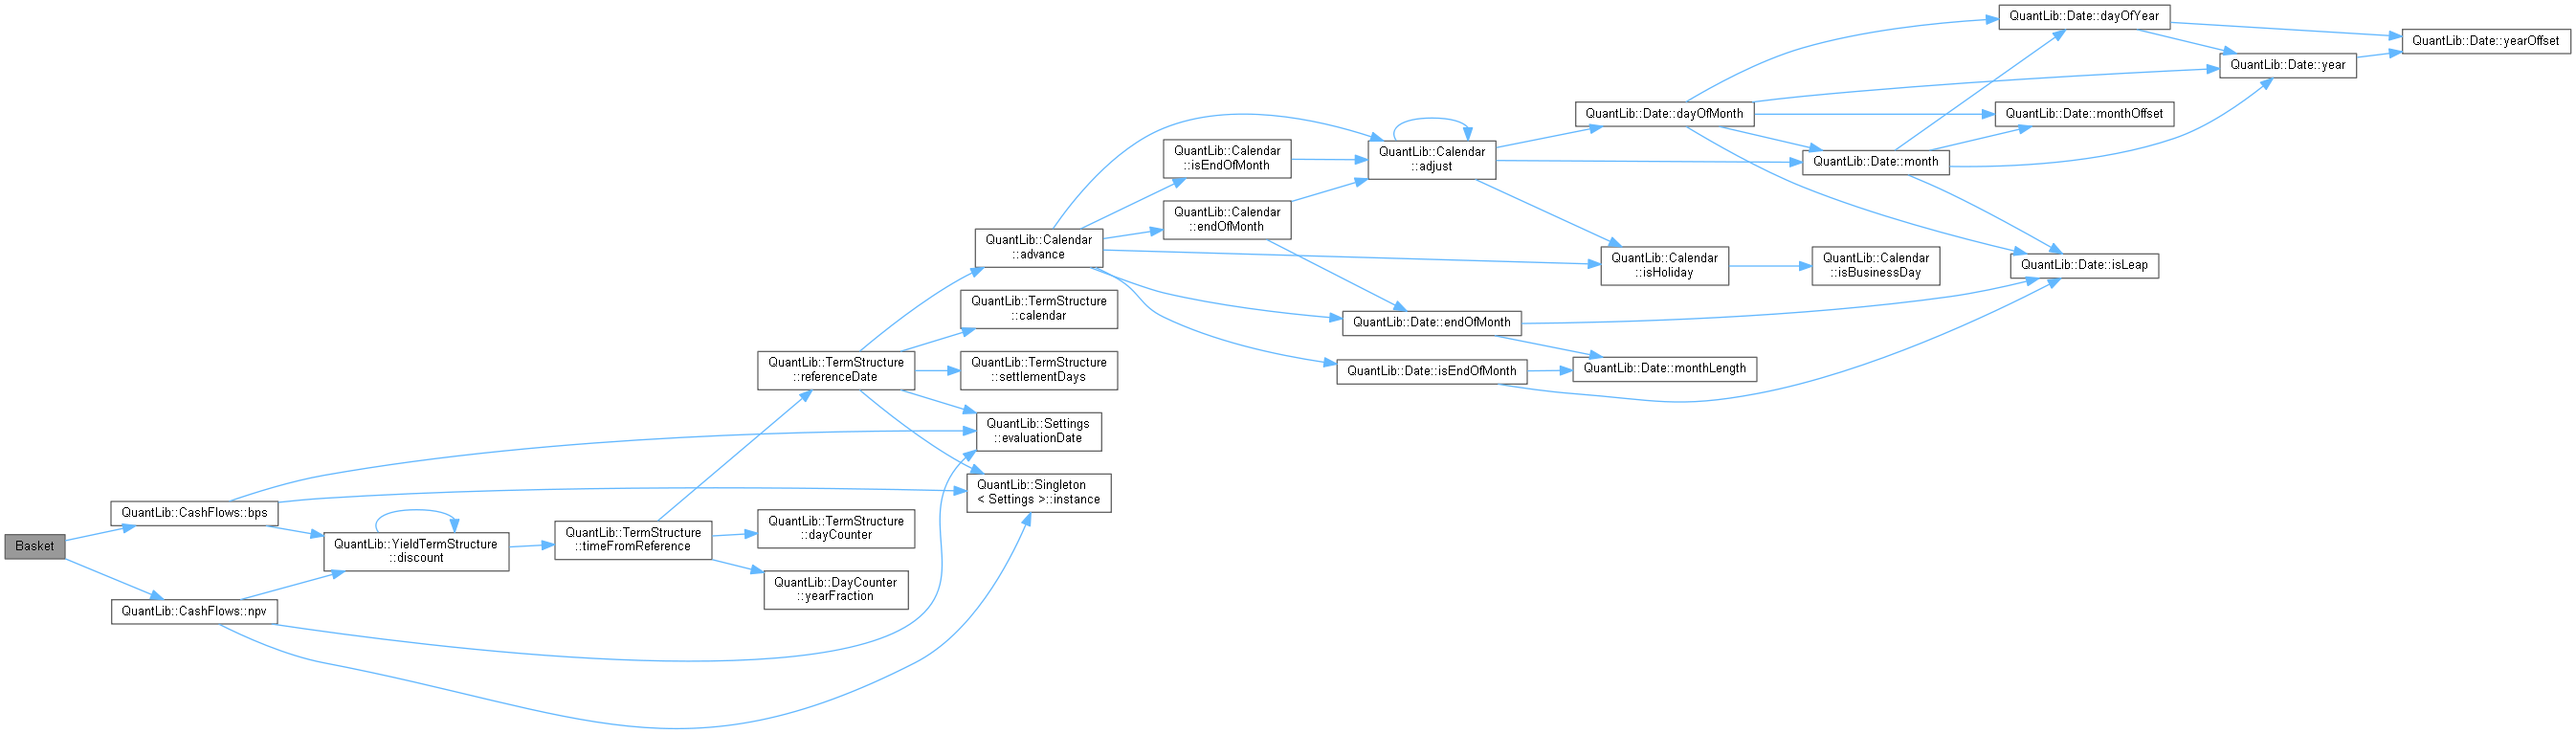 Basket
QuantLib::CashFlows::bps
QuantLib::CashFlows::npv
QuantLib::YieldTermStructure
::discount
QuantLib::TermStructure
::timeFromReference
QuantLib::TermStructure
::referenceDate
QuantLib::TermStructure
::dayCounter
QuantLib::DayCounter
::yearFraction
QuantLib::Calendar
::advance
QuantLib::TermStructure
::calendar
QuantLib::TermStructure
::settlementDays
QuantLib::Settings
::evaluationDate
QuantLib::Singleton
< Settings >::instance
QuantLib::Calendar
::isEndOfMonth
QuantLib::Calendar
::endOfMonth
QuantLib::Calendar
::adjust
QuantLib::Date::endOfMonth
QuantLib::Date::isEndOfMonth
QuantLib::Date::dayOfMonth
QuantLib::Calendar
::isHoliday
QuantLib::Date::monthLength
QuantLib::Date::month
QuantLib::Calendar
::isBusinessDay
QuantLib::Date::dayOfYear
QuantLib::Date::monthOffset
QuantLib::Date::isLeap
QuantLib::Date::year
QuantLib::Date::yearOffset